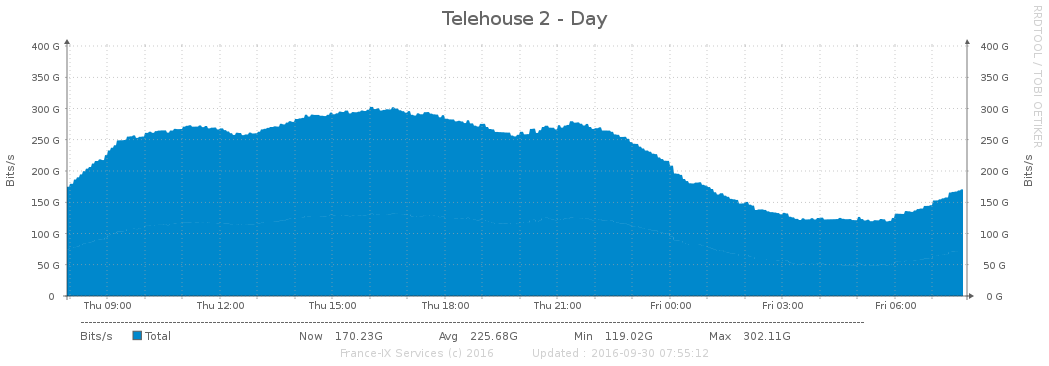 Telehouse 2 - Day
RRDTOOL / TOBI OETIKER
400 G 400 G
350 G 350 G
300 G 300 G
250 G 250 G
200 G 200 G
150 G 150 G
100 G 100 G
50 G 50 G
0 0 G
Bits/s
Bits/s
Thu 09:00 Thu 12:00 Thu 15:00 Thu 18:00 Thu 21:00 Fri 00:00 Fri 03:00 Fri 06:00
Bits/s Total Now 170.23G Avg 225.68G Min 119.02G Max 302.11G
France-IX Services (c) 2016 Updated : 2016-09-30 07:55:12